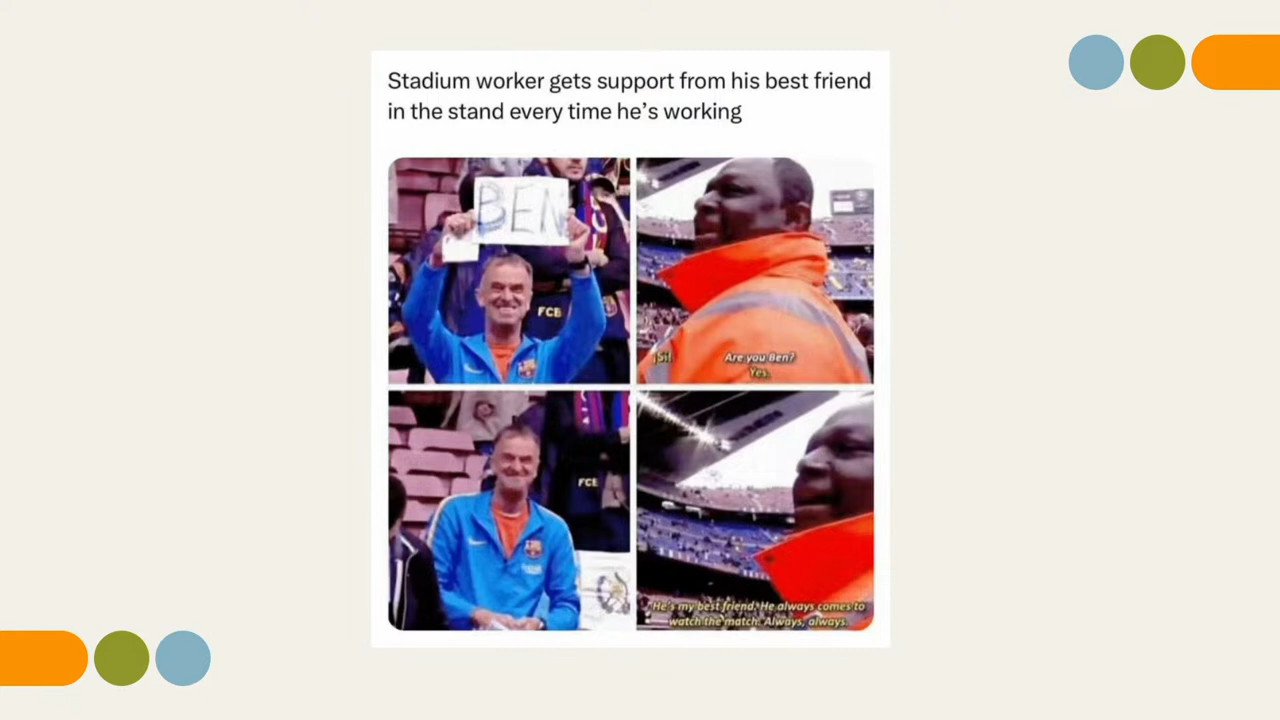 Stadium worker gets support from his best friend
in the stand every time he's working
BEN
FCB
¡Sí!
Are you Ben?
Yes.
FCB
"He's my best friend. He always comes to
watch the match. Always, always.